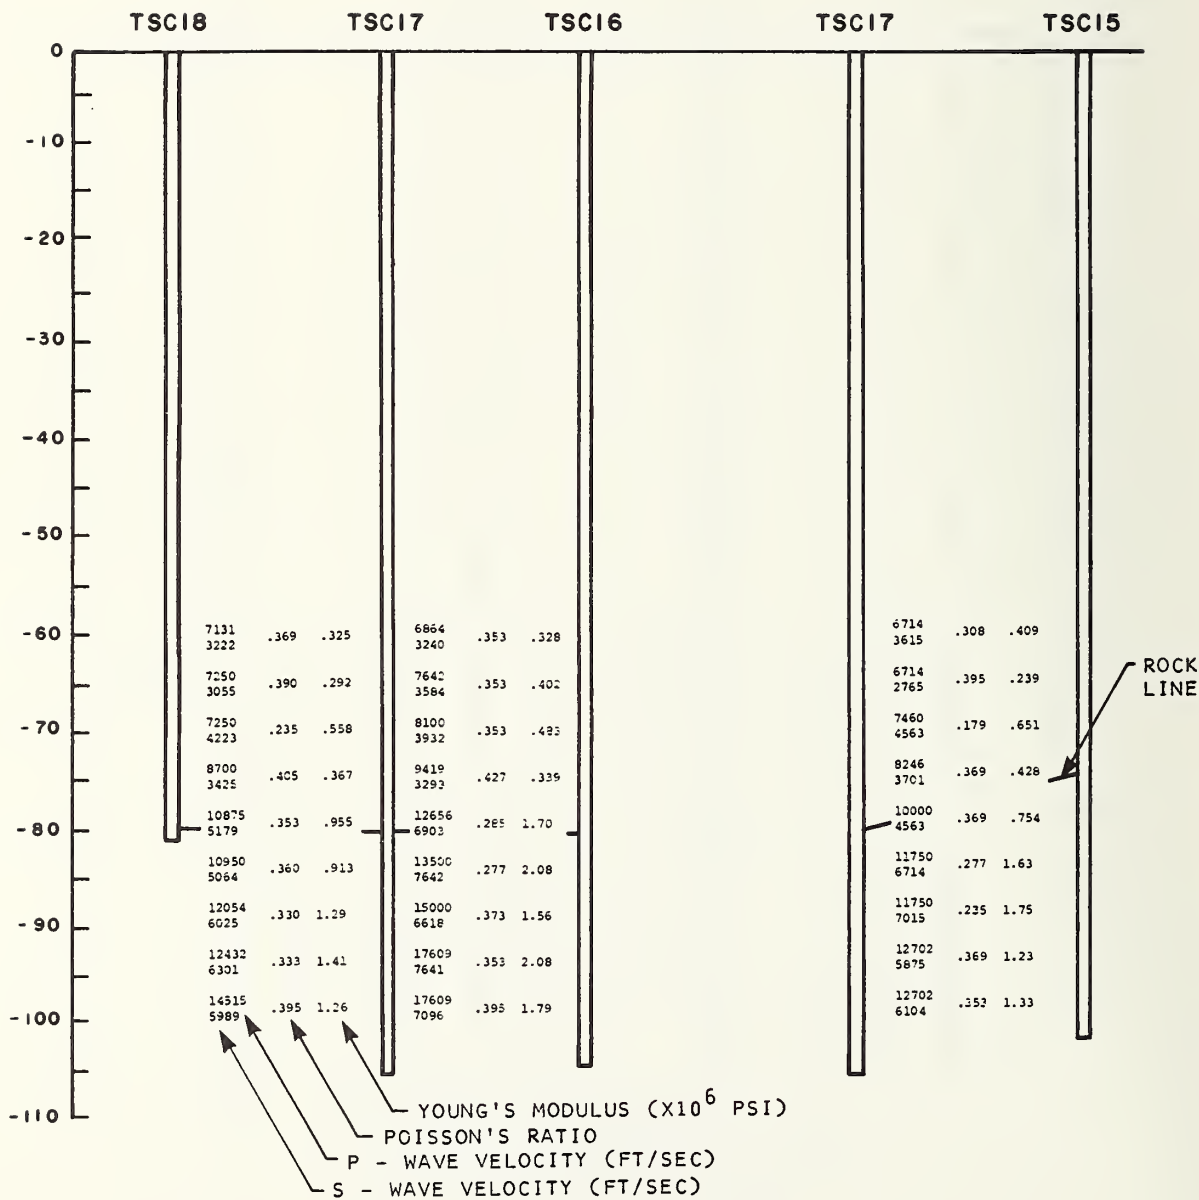 TSC18 TSC17 TSC16 TSC17 TSC15
0
-10
-20
-30
-40
-50
-60
-70
-80
-90
-100
-110
7131 .369 .325
3222
7250 .390 .292
3055
7250 .235 .558
4223
8700 .405 .367
3425
10875 .353 .955
5179
10950 .360 .913
5064
12054 .330 1.29
6025
12432 .333 1.41
6301
14515 .395 1.26
5989
6864 .353 .328
3240
7642 .353 .402
3584
8100 .353
3932
9419 .427 .339
3293
12656 .285 1.70
6903
13500 .277 2.08
7642
15000 .373 1.56
6618
17609 .353 2.08
7641
17609 .395 1.79
7096
6714 .308 .409
3615
6714 .395 .239
2765
7460 .179 .651
4563
8246 .369 .428
3701
10000 .369 .754
4563
11750 .277 1.63
6714
11750 .235 1.75
7015
12702 .369 1.23
5875
12702 .353 1.33
6104
ROCK
LINE
YOUNG'S MODULUS (X10^6 PSI)
POISSON'S RATIO
P - WAVE VELOCITY (FT/SEC)
S - WAVE VELOCITY (FT/SEC)